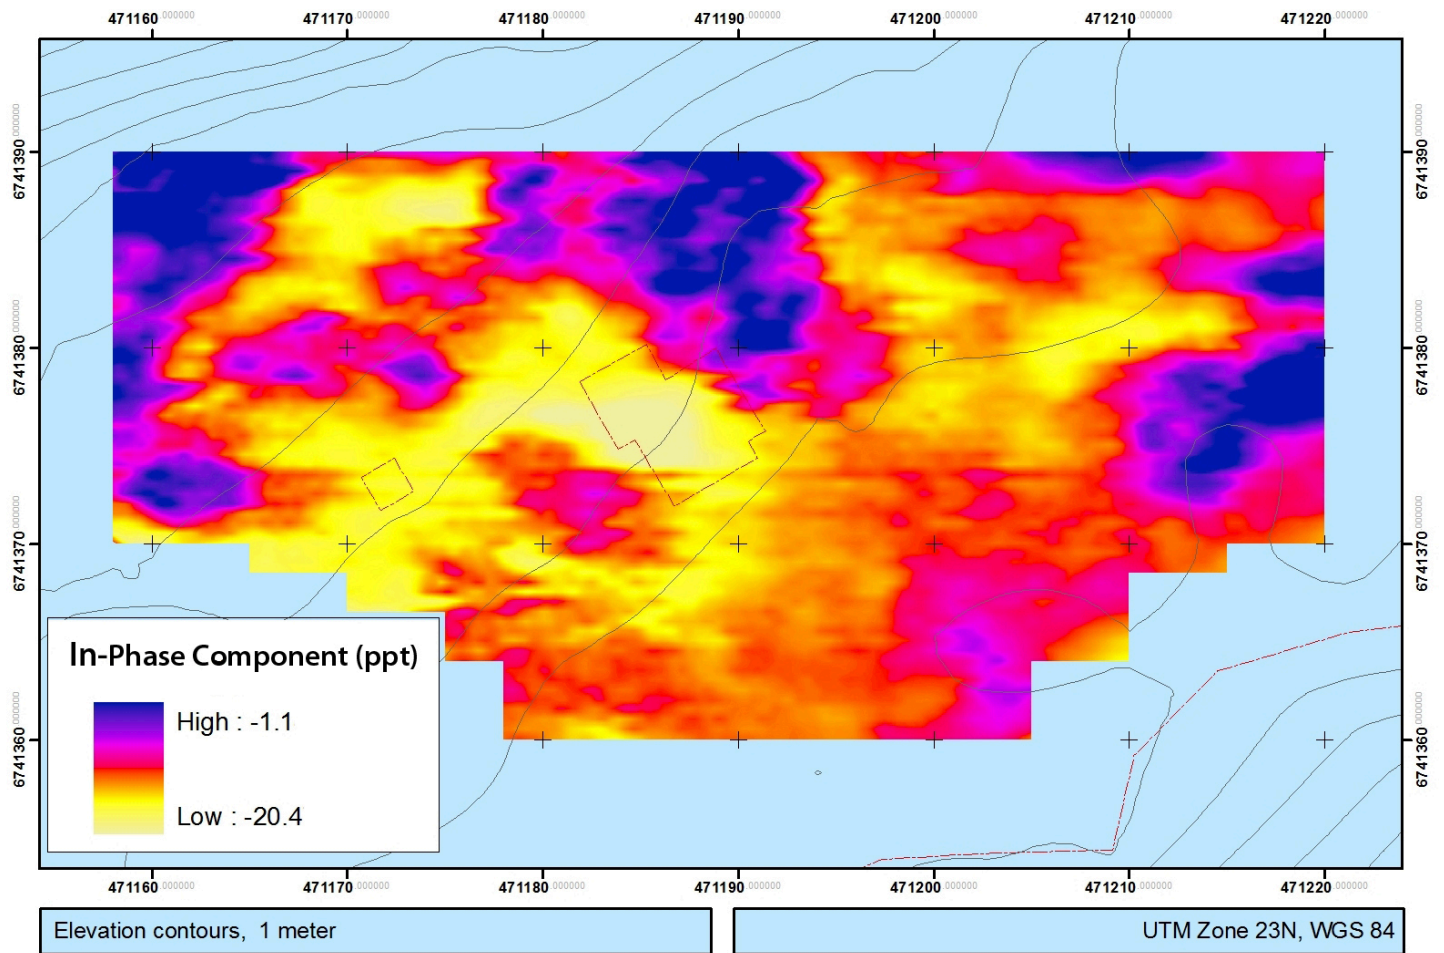 471160.000000 471170.000000 471180.000000 471190.000000 471200.000000 471210.000000 471220.000000
6741390.000000 6741390.000000
6741380.000000 6741380.000000
6741370.000000 6741370.000000
6741360.000000 6741360.000000
In-Phase Component (ppt)
High : -1.1
Low : -20.4
471160.000000 471170.000000 471180.000000 471190.000000 471200.000000 471210.000000 471220.000000
Elevation contours, 1 meter
UTM Zone 23N, WGS 84